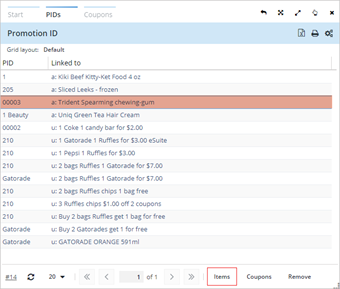 Start PIDs Coupons
Promotion ID
Grid layout: Default
PID Linked to
1 a: Kiki Beef Kitty-Ket Food 4 oz
205 a: Sliced Leeks - frozen
00003 a: Trident Spearming chewing-gum
1 Beauty a: Uniq Green Tea Hair Cream
00002 u: 1 Coke 1 candy bar for $2.00
210 u: 1 Gatorade 1 Ruffles for $3.00 eSuite
210 u: 1 Pepsi 1 Ruffles for $3.00
210 u: 2 bags Ruffles 1 Gatorade for $7.00
Gatorade u: 2 bags Ruffles 1 Gatorade for $7.00
210 u: 2 bags Ruffles chips 1 bag free
210 u: 3 Ruffles chips $1.00 off 2 coupons
210 u: Buy 2 bags Ruffles get 1 bag for free
Gatorade u: Buy 2 Gatorades get 1 for free
Gatorade u: GATORADE ORANGE 591ml
#14 20 1 of 1 Items Coupons Remove